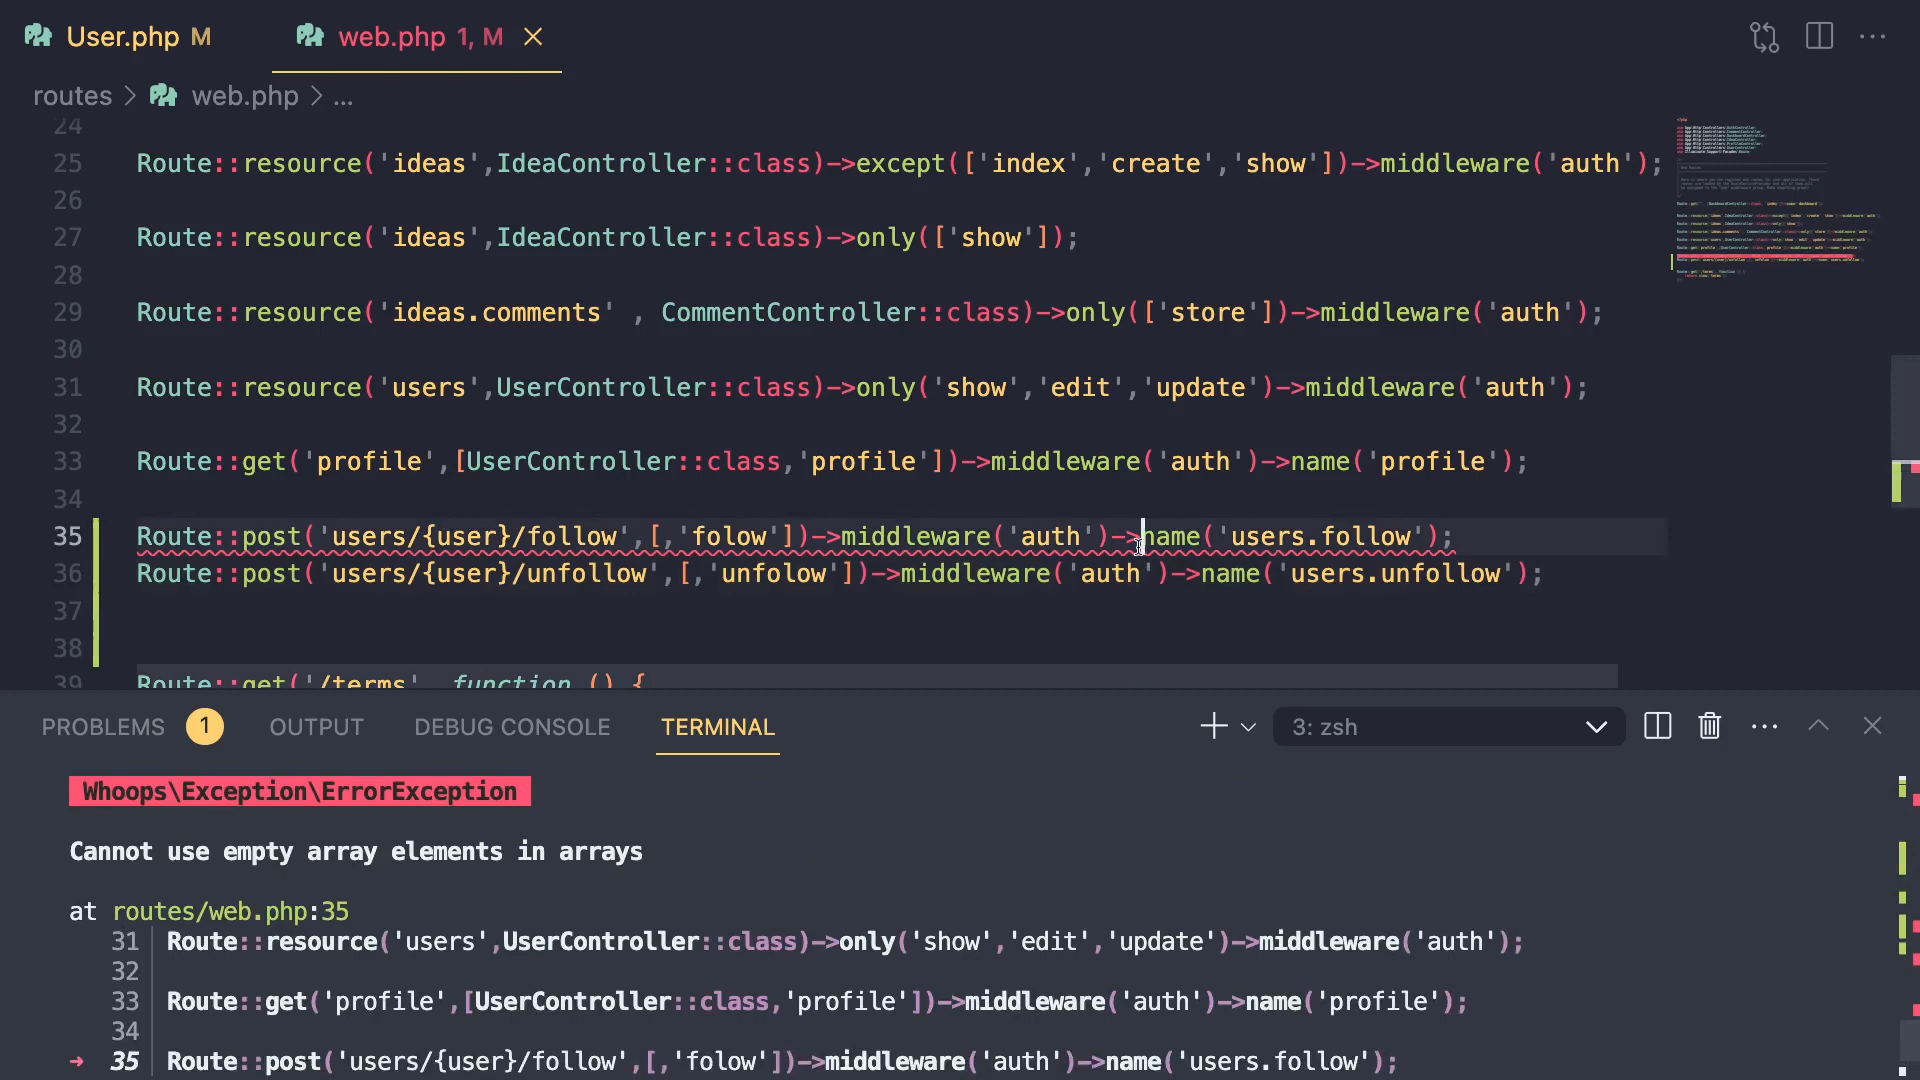 User.php M
web.php 1, M
routes > web.php > ...
24
25 Route::resource('ideas',IdeaController::class)->except(['index','create','show'])->middleware('auth');
26
27 Route::resource('ideas',IdeaController::class)->only(['show']);
28
29 Route::resource('ideas.comments' , CommentController::class)->only(['store'])->middleware('auth');
30
31 Route::resource('users',UserController::class)->only('show','edit','update')->middleware('auth');
32
33 Route::get('profile',[UserController::class,'profile'])->middleware('auth')->name('profile');
34
35 Route::post('users/{user}/follow',[,'folow'])->middleware('auth')->name('users.follow');
36 Route::post('users/{user}/unfollow',[,'unfolow'])->middleware('auth')->name('users.unfollow');
37
38
39 Route::get('/terms' function () {
PROBLEMS 1 OUTPUT DEBUG CONSOLE TERMINAL 3: zsh
Whoops\Exception\ErrorException
Cannot use empty array elements in arrays
at routes/web.php:35
31 Route::resource('users',UserController::class)->only('show','edit','update')->middleware('auth');
32
33 Route::get('profile',[UserController::class,'profile'])->middleware('auth')->name('profile');
34
➜ 35 Route::post('users/{user}/follow',[,'folow'])->middleware('auth')->name('users.follow');